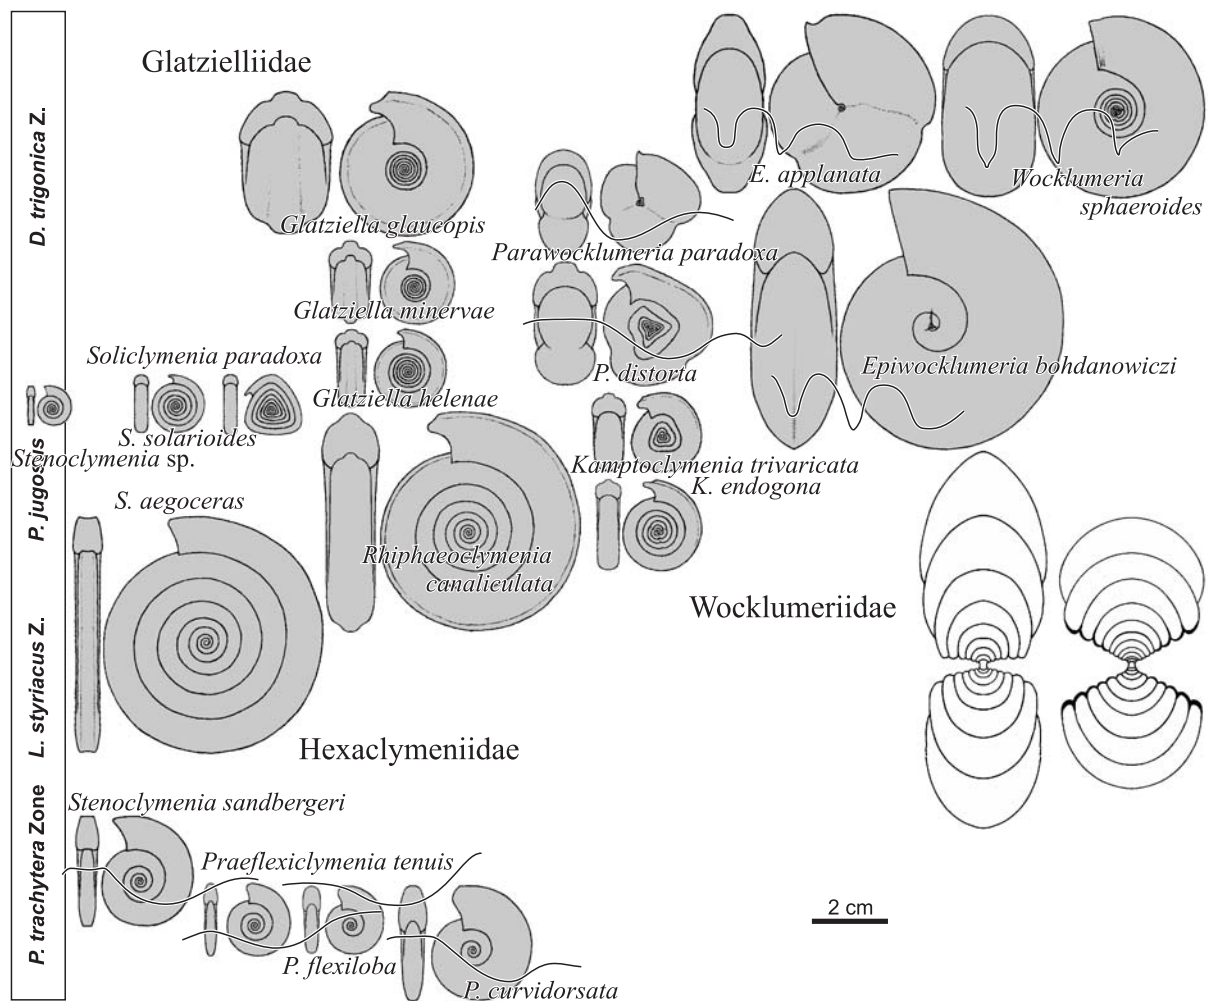 D. trigonica Z.
P. jugosus
L. styriacus Z.
P. trachytera Zone
Glatzielliidae
E. applanata
Wocklumeria
sphaeroides
Glatziella glaucopis
Parawocklumeria paradoxa
Glatziella minervae
Soliclymenia paradoxa
P. distorta
Epiwocklumeria bohdanowiczi
Glatziella helenae
S. solarioides
Stenoclymenia sp.
Kamptoclymenia trivaricata
K. endogona
S. aegoceras
Rhiphaeoclymenia
canaliculata
Wocklumeriidae
Hexaclymeniidae
Stenoclymenia sandbergeri
Praeflexiclymenia tenuis
2 cm
P. flexiloba
P. curvidorsata